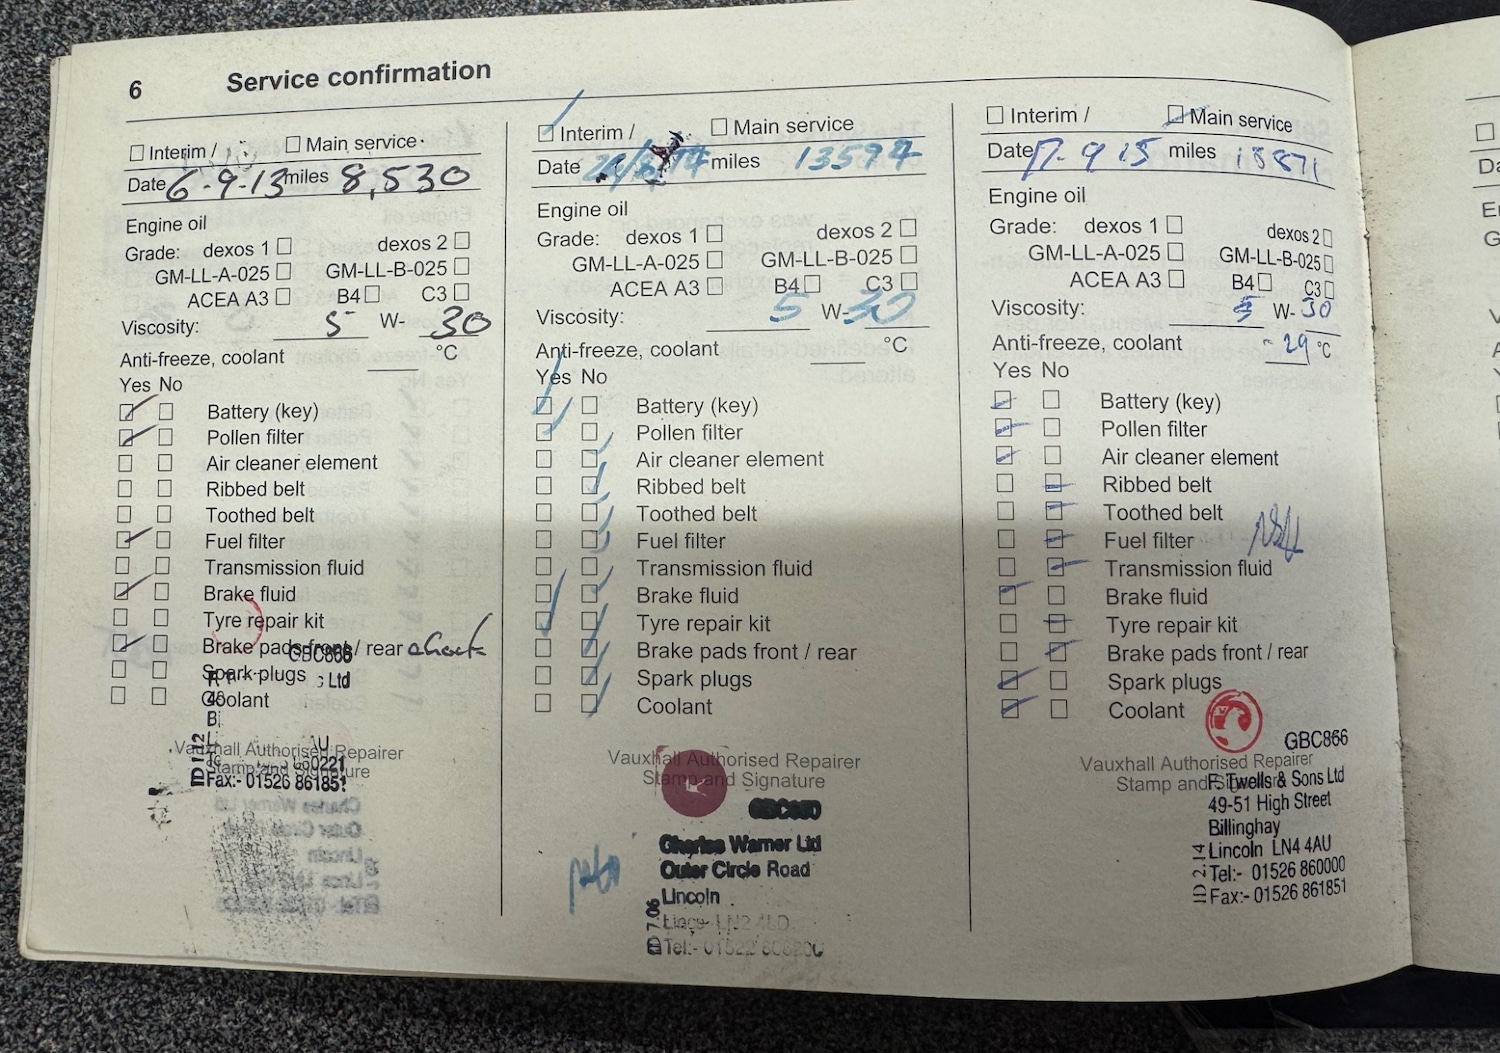 6 Service confirmation
Interim / Main service
Date 6-9-13 miles 8,530
Engine oil
Grade: dexos 1 dexos 2
GM-LL-A-025 GM-LL-B-025
ACEA A3 B4 C3
Viscosity: 5 W- 30
Anti-freeze, coolant °C
Yes No
Battery (key)
Pollen filter
Air cleaner element
Ribbed belt
Toothed belt
Fuel filter
Transmission fluid
Brake fluid
Tyre repair kit
Brake pads front / rear check
Spark plugs
Coolant
GBC866
Ltd
Vauxhall Authorised Repairer
Stamp and Signature
Fax:- 01526 861851
Interim / Main service
Date miles 13597
Engine oil
Grade: dexos 1 dexos 2
GM-LL-A-025 GM-LL-B-025
ACEA A3 B4 C3
Viscosity: 5 W- 30
Anti-freeze, coolant °C
Yes No
Battery (key)
Pollen filter
Air cleaner element
Ribbed belt
Toothed belt
Fuel filter
Transmission fluid
Brake fluid
Tyre repair kit
Brake pads front / rear
Spark plugs
Coolant
Vauxhall Authorised Repairer
Stamp and Signature
Charles Warner Ltd
Outer Circle Road
Lincoln
Tel:-
Interim / Main service
Date 17-9 15 miles 15871
Engine oil
Grade: dexos 1 dexos 2
GM-LL-A-025 GM-LL-B-025
ACEA A3 B4 C3
Viscosity: 5 W- 30
Anti-freeze, coolant -29 °C
Yes No
Battery (key)
Pollen filter
Air cleaner element
Ribbed belt
Toothed belt
Fuel filter
Transmission fluid
Brake fluid
Tyre repair kit
Brake pads front / rear
Spark plugs
Coolant
GBC866
Vauxhall Authorised Repairer
Stamp and
F. Twells & Sons Ltd
49-51 High Street
Billinghay
Lincoln LN4 4AU
Tel:- 01526 860000
Fax:- 01526 861851
ID 2.14